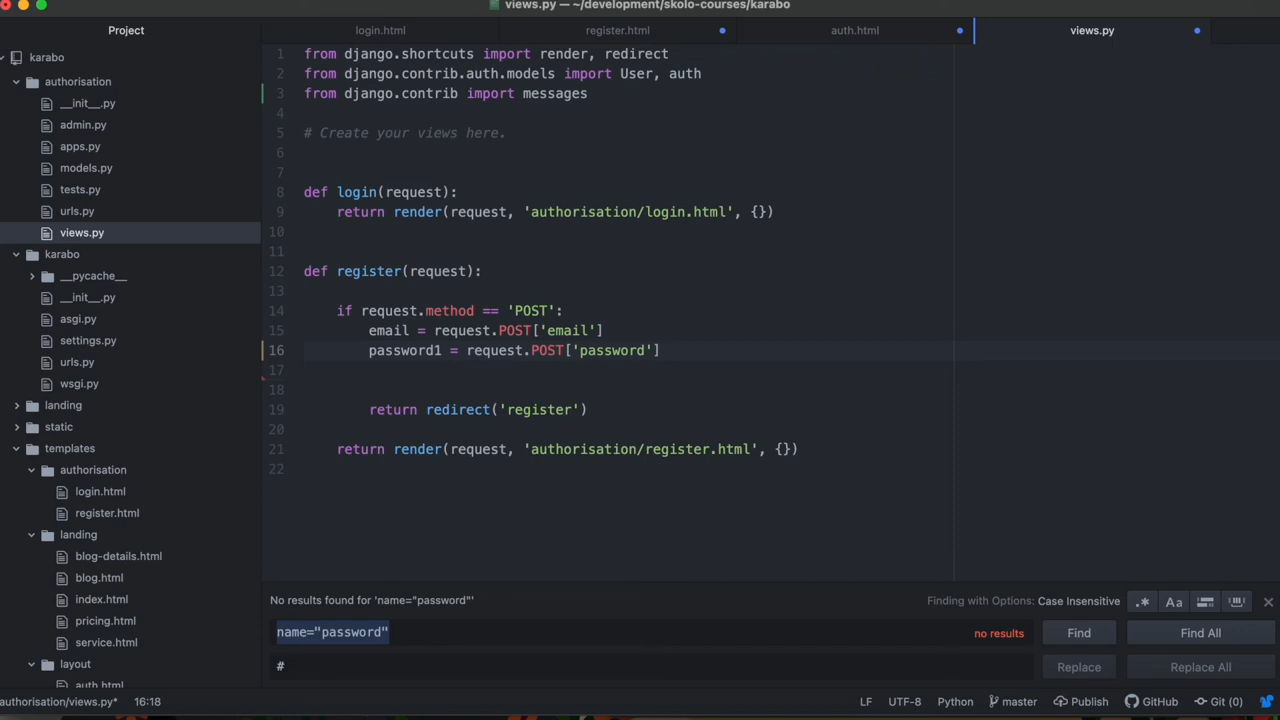 views.py — ~/development/skolo-courses/karabo
Project
login.html
register.html
auth.html
views.py
karabo
authorisation
__init__.py
admin.py
apps.py
models.py
tests.py
urls.py
views.py
karabo
__pycache__
__init__.py
asgi.py
settings.py
urls.py
wsgi.py
landing
static
templates
authorisation
login.html
register.html
landing
blog-details.html
blog.html
index.html
pricing.html
service.html
layout
auth.html
1 from django.shortcuts import render, redirect
2 from django.contrib.auth.models import User, auth
3 from django.contrib import messages
4
5 # Create your views here.
6
7
8 def login(request):
9 return render(request, 'authorisation/login.html', {})
10
11
12 def register(request):
13
14 if request.method == 'POST':
15 email = request.POST['email']
16 password1 = request.POST['password']
17
18
19 return redirect('register')
20
21 return render(request, 'authorisation/register.html', {})
22
No results found for 'name="password"'
Finding with Options: Case Insensitive
.*
Aa
name="password"
no results
Find
Find All
#
Replace
Replace All
authorisation/views.py*
16:18
LF
UTF-8
Python
master
Publish
GitHub
Git (0)